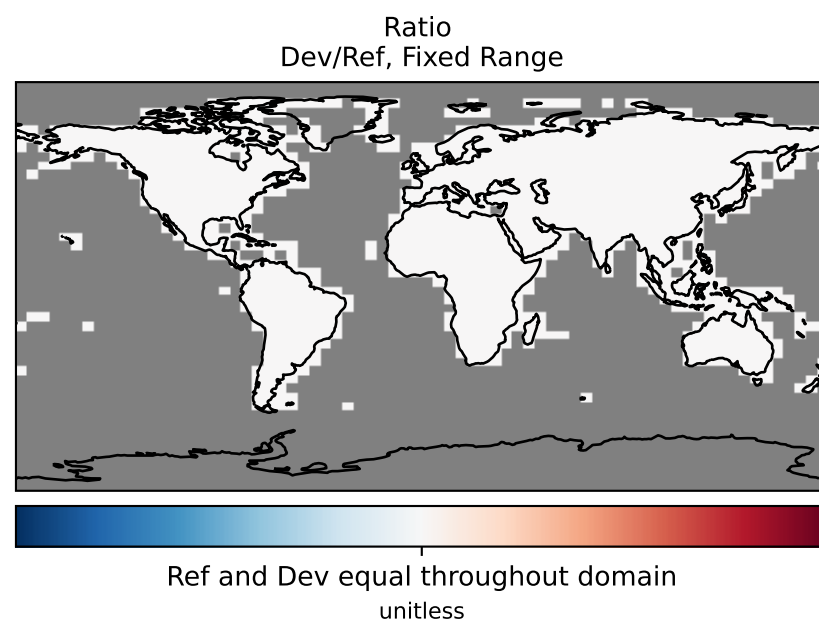 Ratio
Dev/Ref, Fixed Range
Ref and Dev equal throughout domain
unitless